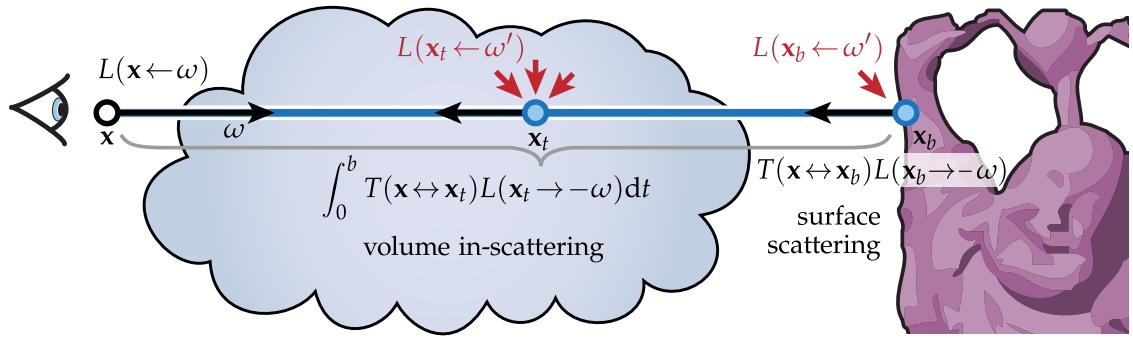 L(x←ω)
L(x_t←ω′)
L(x_b←ω′)
x
ω
x_t
x_b
∫_0^b T(x↔x_t)L(x_t→−ω)dt
T(x↔x_b)L(x_b→−ω)
volume in-scattering
surface
scattering